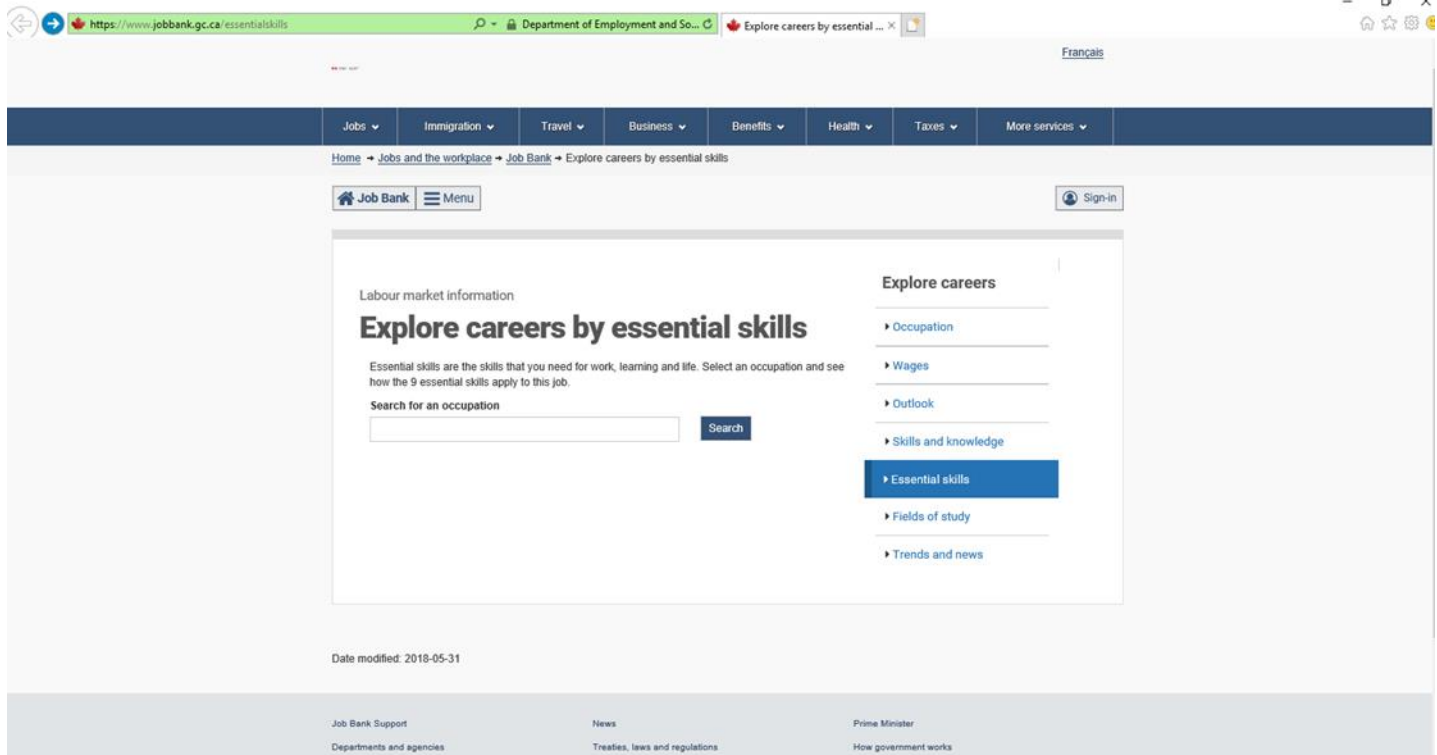 https://www.jobbank.gc.ca/essentialskills
Department of Employment and So...
Explore careers by essential ...
Français
Jobs
Immigration
Travel
Business
Benefits
Health
Taxes
More services
Home → Jobs and the workplace → Job Bank → Explore careers by essential skills
Job Bank
Menu
Sign-in
Labour market information
Explore careers by essential skills
Essential skills are the skills that you need for work, learning and life. Select an occupation and see
how the 9 essential skills apply to this job.
Search for an occupation
Search
Explore careers
Occupation
Wages
Outlook
Skills and knowledge
Essential skills
Fields of study
Trends and news
Date modified: 2018-05-31
Job Bank Support
News
Prime Minister
Departments and agencies
Treaties, laws and regulations
How government works